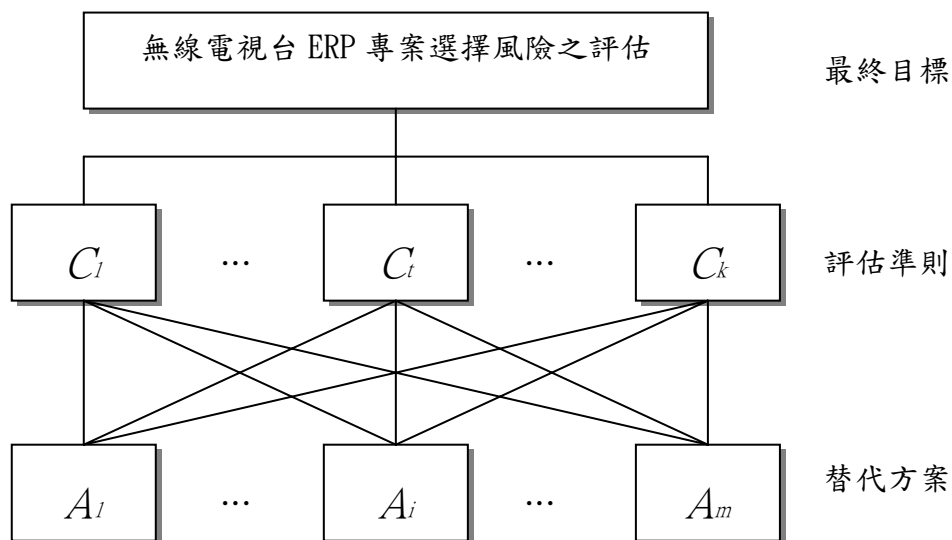 無線電視台 ERP 專案選擇風險之評估
最終目標
C1 ... Ct ... Ck
評估準則
A1 ... Ai ... Am
替代方案